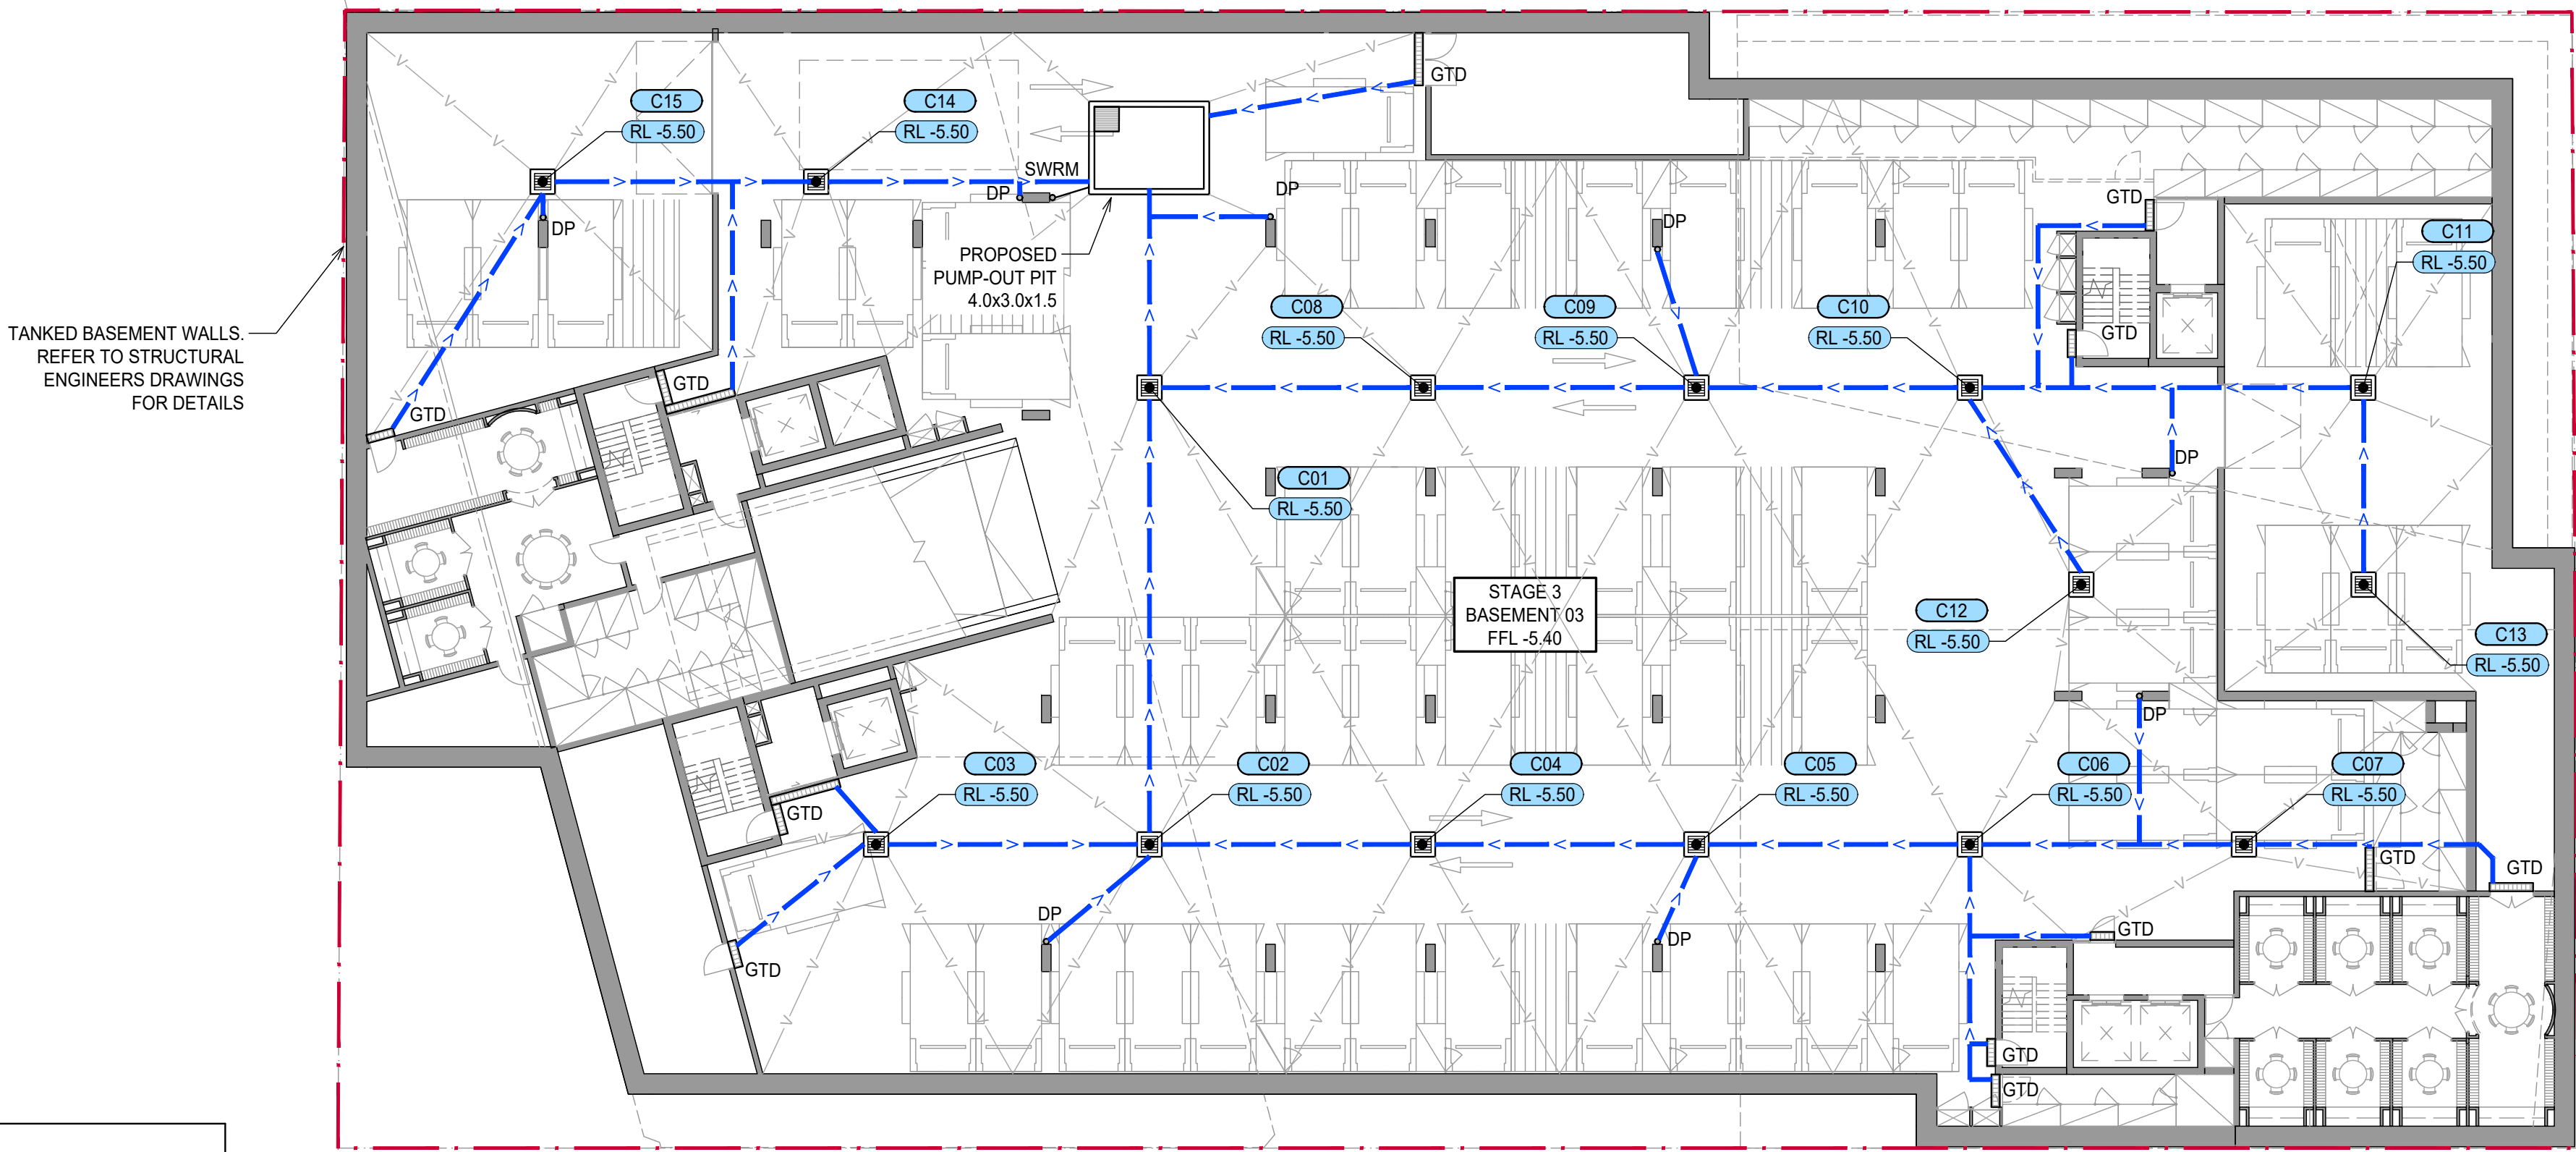 C15
RL -5.50
C14
RL -5.50
GTD
SWRM
DP
DP
DP
DP
GTD
C11
RL -5.50
PROPOSED
PUMP-OUT PIT
4.0x3.0x1.5
C08
RL -5.50
C09
RL -5.50
C10
RL -5.50
GTD
TANKED BASEMENT WALLS.
REFER TO STRUCTURAL
ENGINEERS DRAWINGS
FOR DETAILS
GTD
GTD
DP
C01
RL -5.50
STAGE 3
BASEMENT 03
FFL -5.40
C12
RL -5.50
C13
RL -5.50
DP
C03
RL -5.50
C02
RL -5.50
C04
RL -5.50
C05
RL -5.50
C06
RL -5.50
C07
RL -5.50
GTD
GTD
GTD
DP
DP
GTD
GTD
GTD
GTD